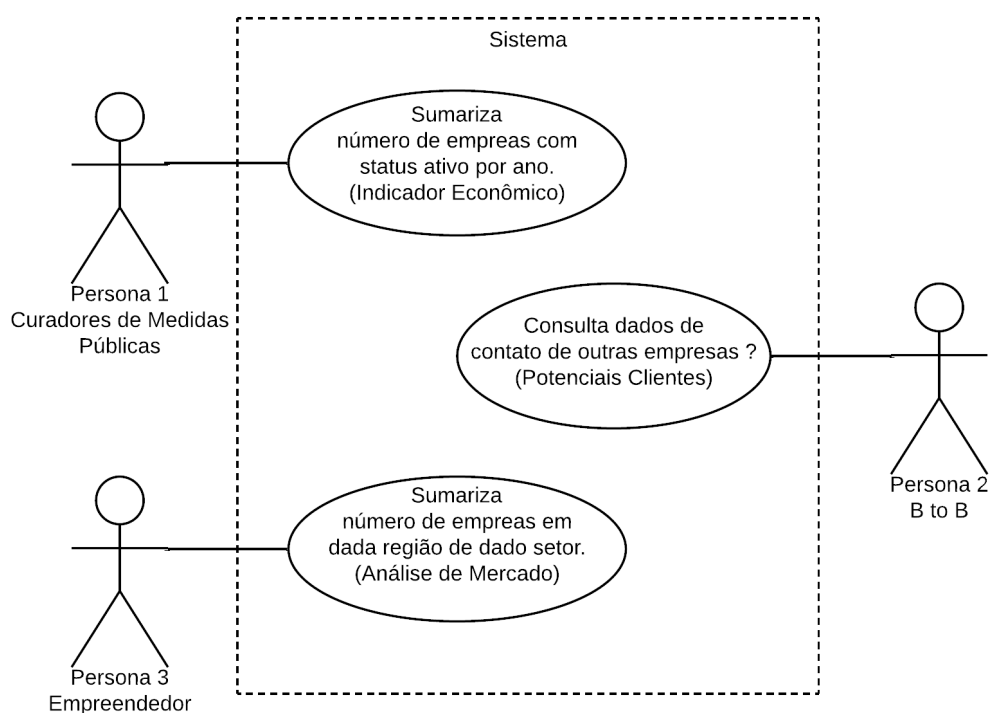 Sistema
Sumariza
número de empreas com
status ativo por ano.
(Indicador Econômico)
Persona 1
Curadores de Medidas
Públicas
Consulta dados de
contato de outras empresas ?
(Potenciais Clientes)
Persona 2
B to B
Sumariza
número de empreas em
dada região de dado setor.
(Análise de Mercado)
Persona 3
Empreendedor